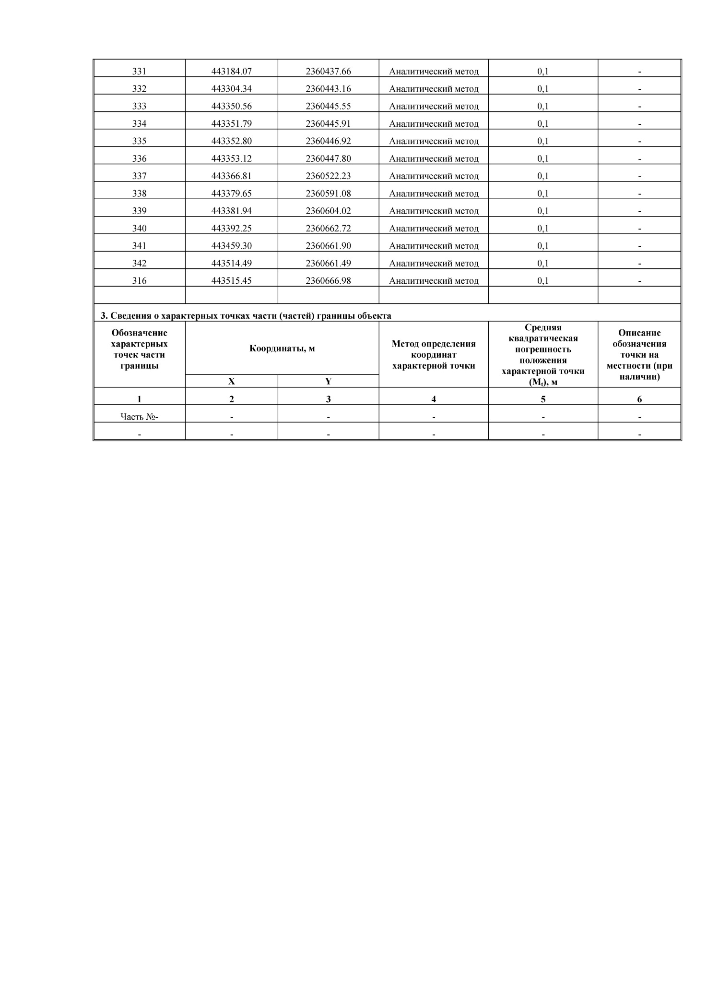 331 443184.07 2360437.66 Аналитический метод 0,1 -
332 443304.34 2360443.16 Аналитический метод 0,1 -
333 443350.56 2360445.55 Аналитический метод 0,1 -
334 443351.79 2360445.91 Аналитический метод 0,1 -
335 443352.80 2360446.92 Аналитический метод 0,1 -
336 443353.12 2360447.80 Аналитический метод 0,1 -
337 443366.81 2360522.23 Аналитический метод 0,1 -
338 443379.65 2360591.08 Аналитический метод 0,1 -
339 443381.94 2360604.02 Аналитический метод 0,1 -
340 443392.25 2360662.72 Аналитический метод 0,1 -
341 443459.30 2360661.90 Аналитический метод 0,1 -
342 443514.49 2360661.49 Аналитический метод 0,1 -
316 443515.45 2360666.98 Аналитический метод 0,1 -
3. Сведения о характерных точках части (частей) границы объекта
Обозначение
характерных
точек части
границы
Координаты, м
Метод определения
координат
характерной точки
Средняя
квадратическая
погрешность
положения
характерной точки
(Mt), м
Описание
обозначения
точки на
местности (при
наличии)
X Y
1 2 3 4 5 6
Часть №- - - - - -
- - - - - -